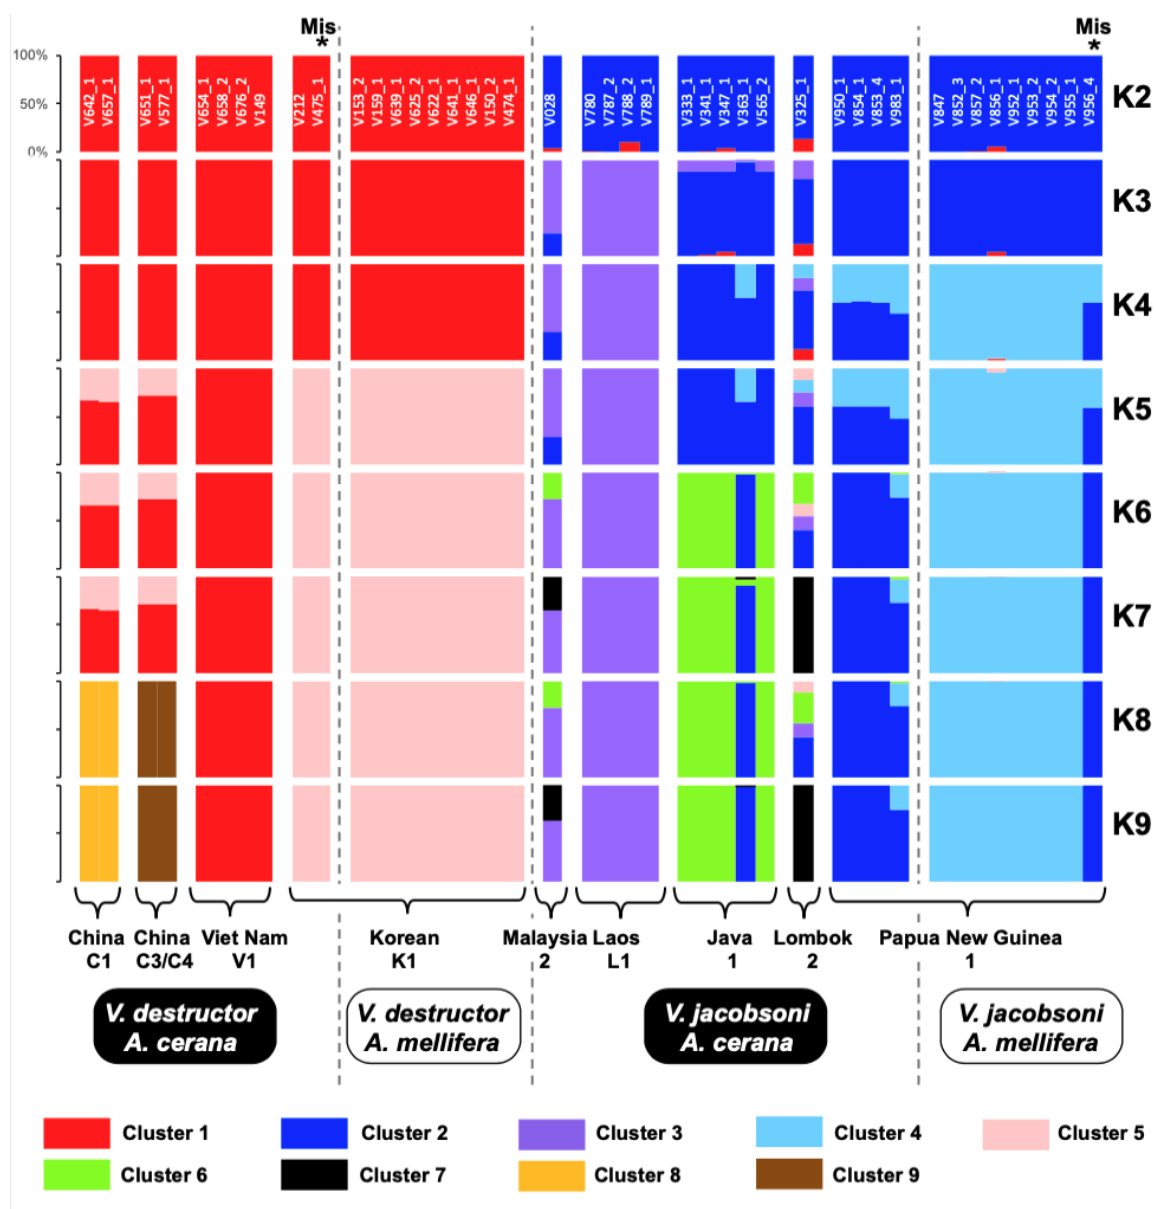 Mis
*
Mis
*
100%
50%
0%
V642_1
V657_1
V651_1
V577_1
V654_1
V658_2
V676_2
V149
V212
V475_1
V153_2
V159_1
V639_1
V625_2
V622_1
V641_1
V646_1
V150_2
V474_1
V028
V780
V787_2
V788_2
V789_1
V333_1
V341_1
V347_1
V363_1
V565_2
V325_1
V950_1
V854_1
V853_4
V983_1
V847
V852_3
V857_2
V856_1
V952_1
V953_2
V954_2
V955_1
V956_4
K2
K3
K4
K5
K6
K7
K8
K9
China
C1
China
C3/C4
Viet Nam
V1
Korean
K1
Malaysia
2
Laos
L1
Java
1
Lombok
2
Papua New Guinea
1
V. destructor
A. cerana
V. destructor
A. mellifera
V. jacobsoni
A. cerana
V. jacobsoni
A. mellifera
Cluster 1
Cluster 2
Cluster 3
Cluster 4
Cluster 5
Cluster 6
Cluster 7
Cluster 8
Cluster 9